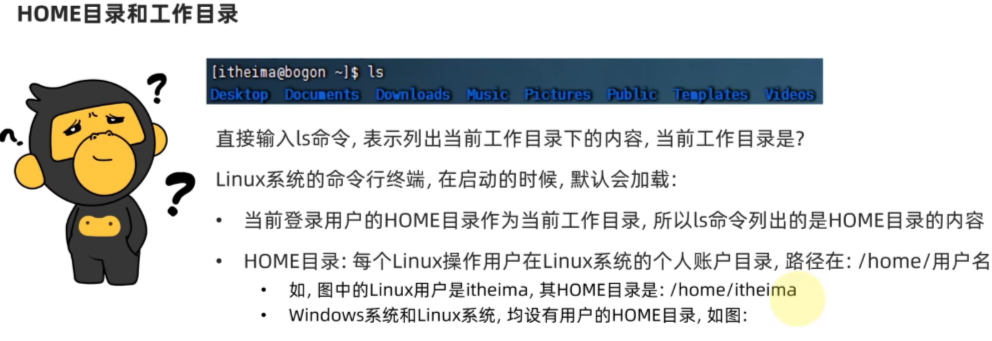 HOME目录和工作目录
?
?
?
[itheima@bogon ~]$ ls
Desktop Documents Downloads Music Pictures Public Templates Videos
直接输入ls命令, 表示列出当前工作目录下的内容, 当前工作目录是?
Linux系统的命令行终端, 在启动的时候, 默认会加载:
• 当前登录用户的HOME目录作为当前工作目录, 所以ls命令列出的是HOME目录的内容
• HOME目录: 每个Linux操作用户在Linux系统的个人账户目录, 路径在: /home/用户名
• 如, 图中的Linux用户是itheima, 其HOME目录是: /home/itheima
• Windows系统和Linux系统, 均设有用户的HOME目录, 如图: